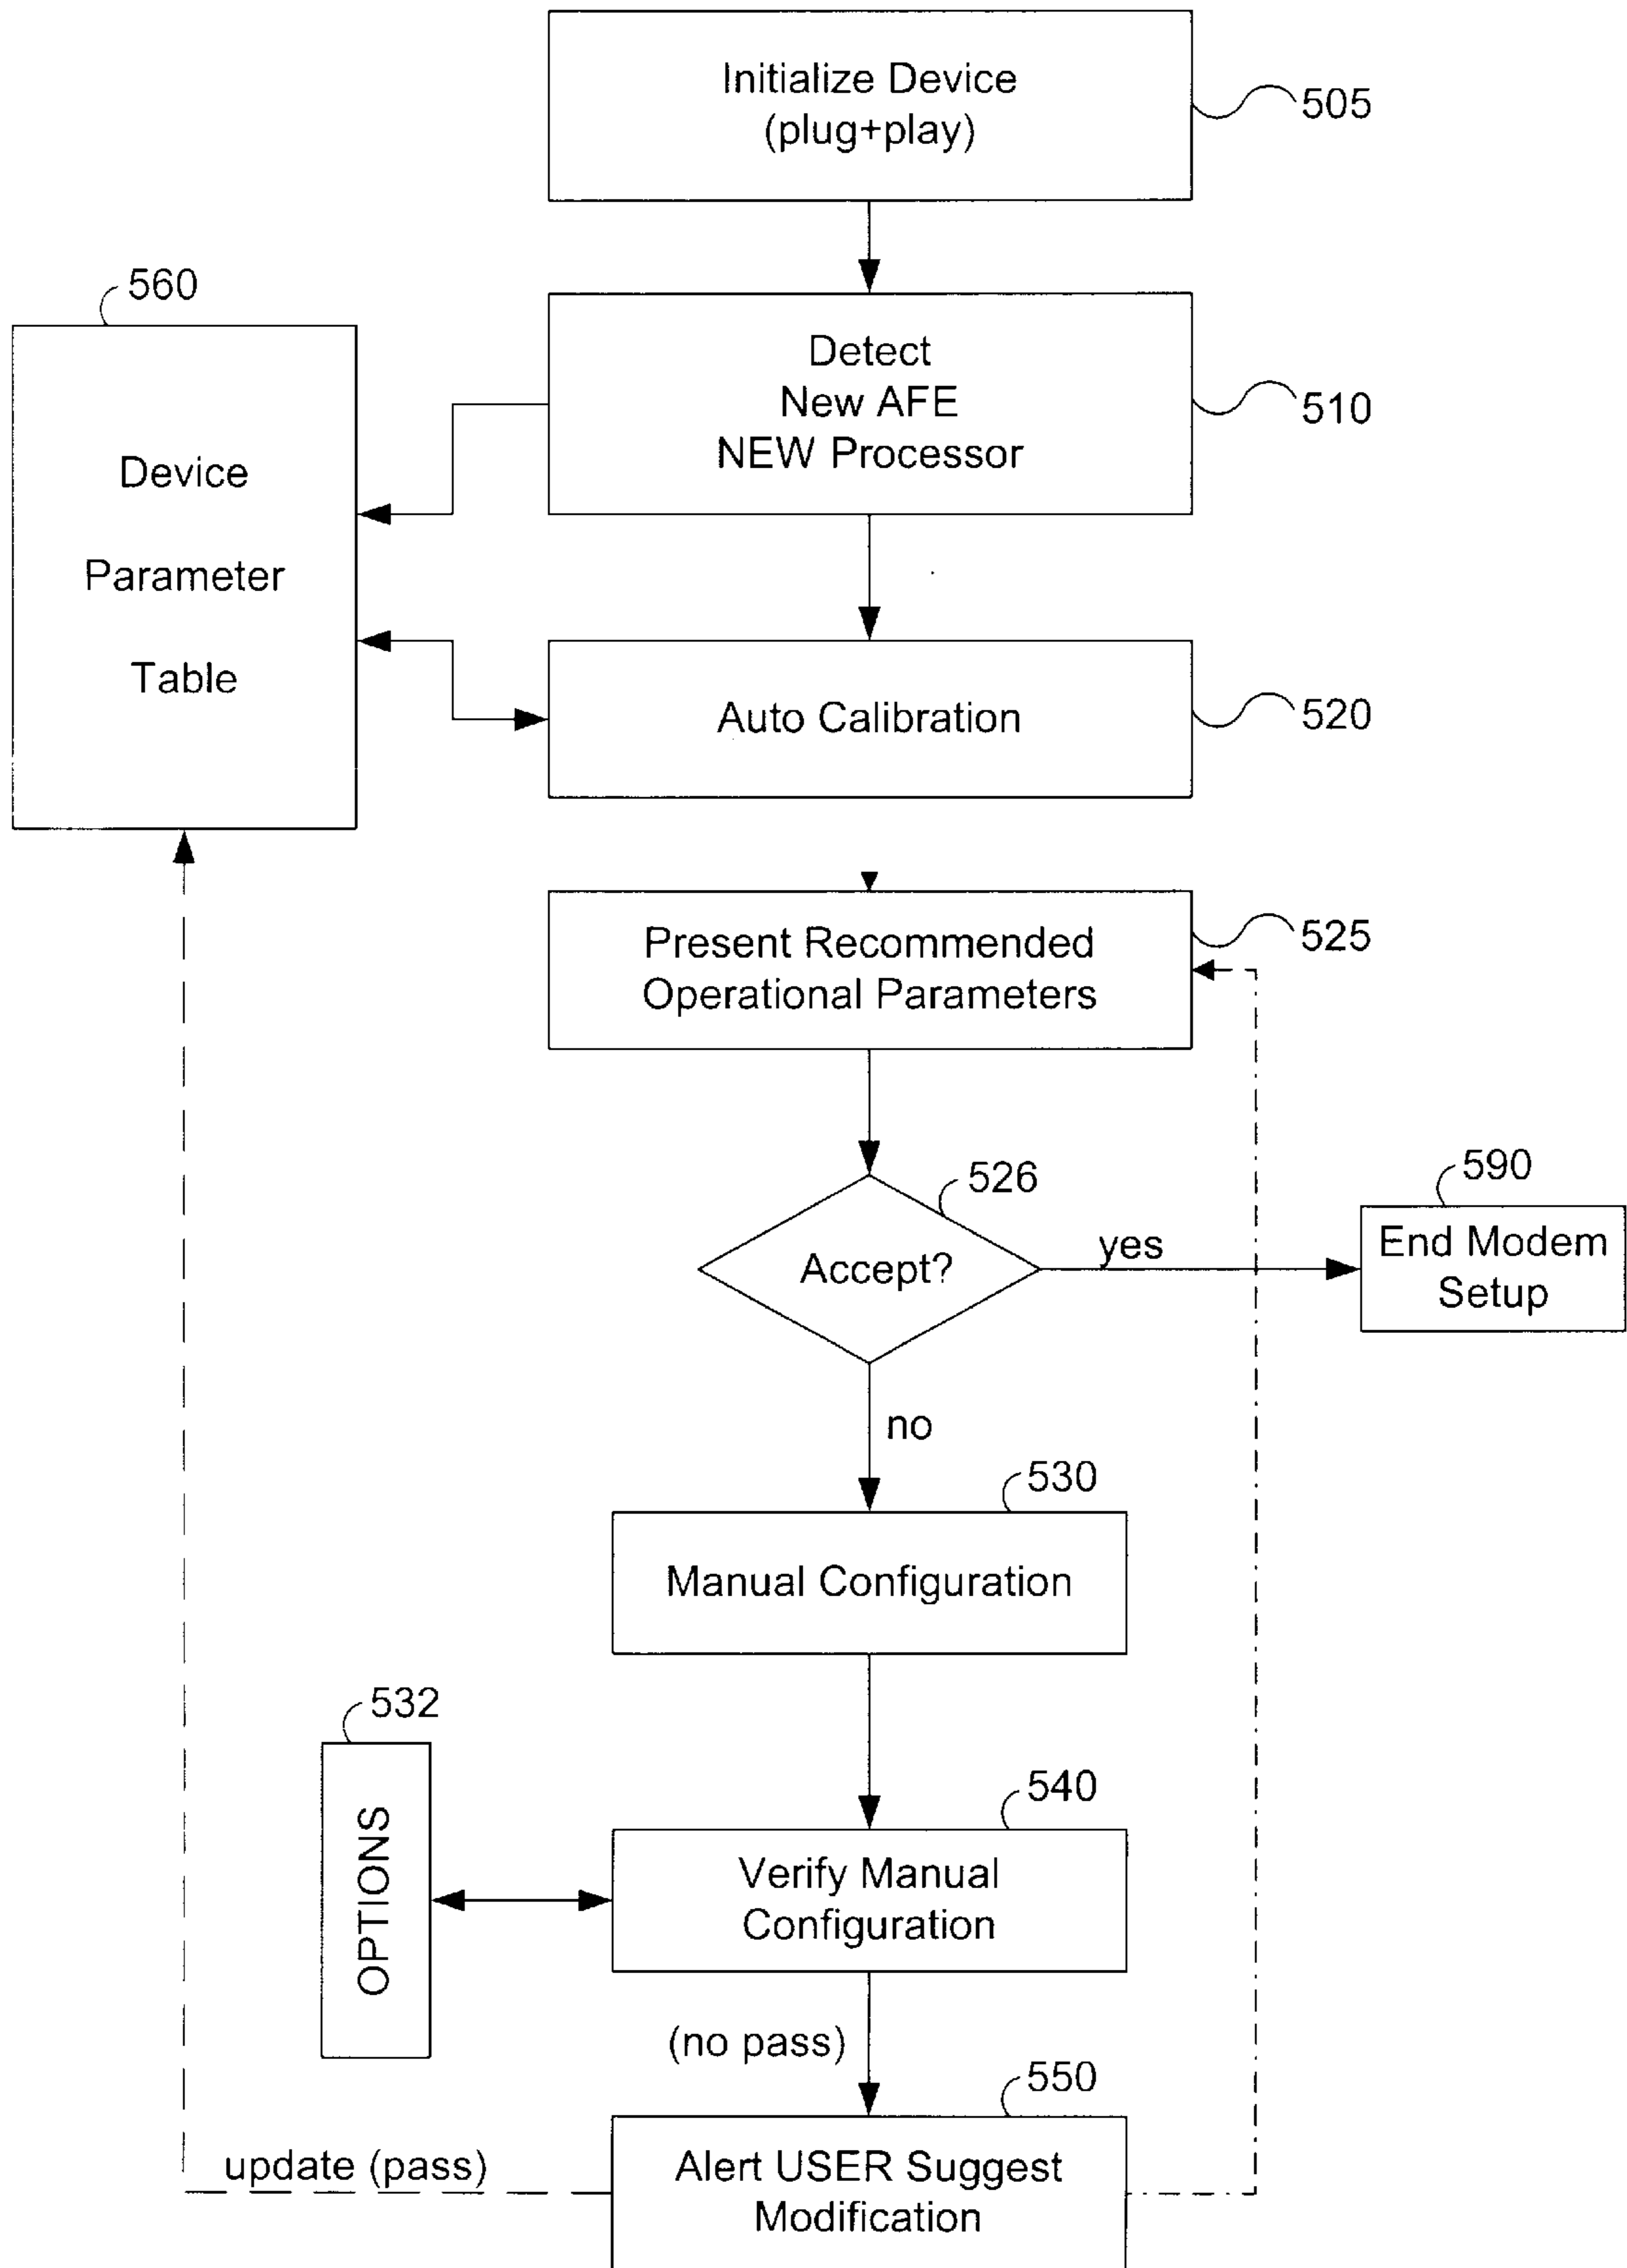 Initialize Device
(plug+play)
505
560
Detect
New AFE
NEW Processor
510
Device
Parameter
Table
Auto Calibration
520
Present Recommended
Operational Parameters
525
526
Accept?
yes
590
End Modem
Setup
no
530
Manual Configuration
532
OPTIONS
540
Verify Manual
Configuration
(no pass)
550
update (pass)
Alert USER Suggest
Modification